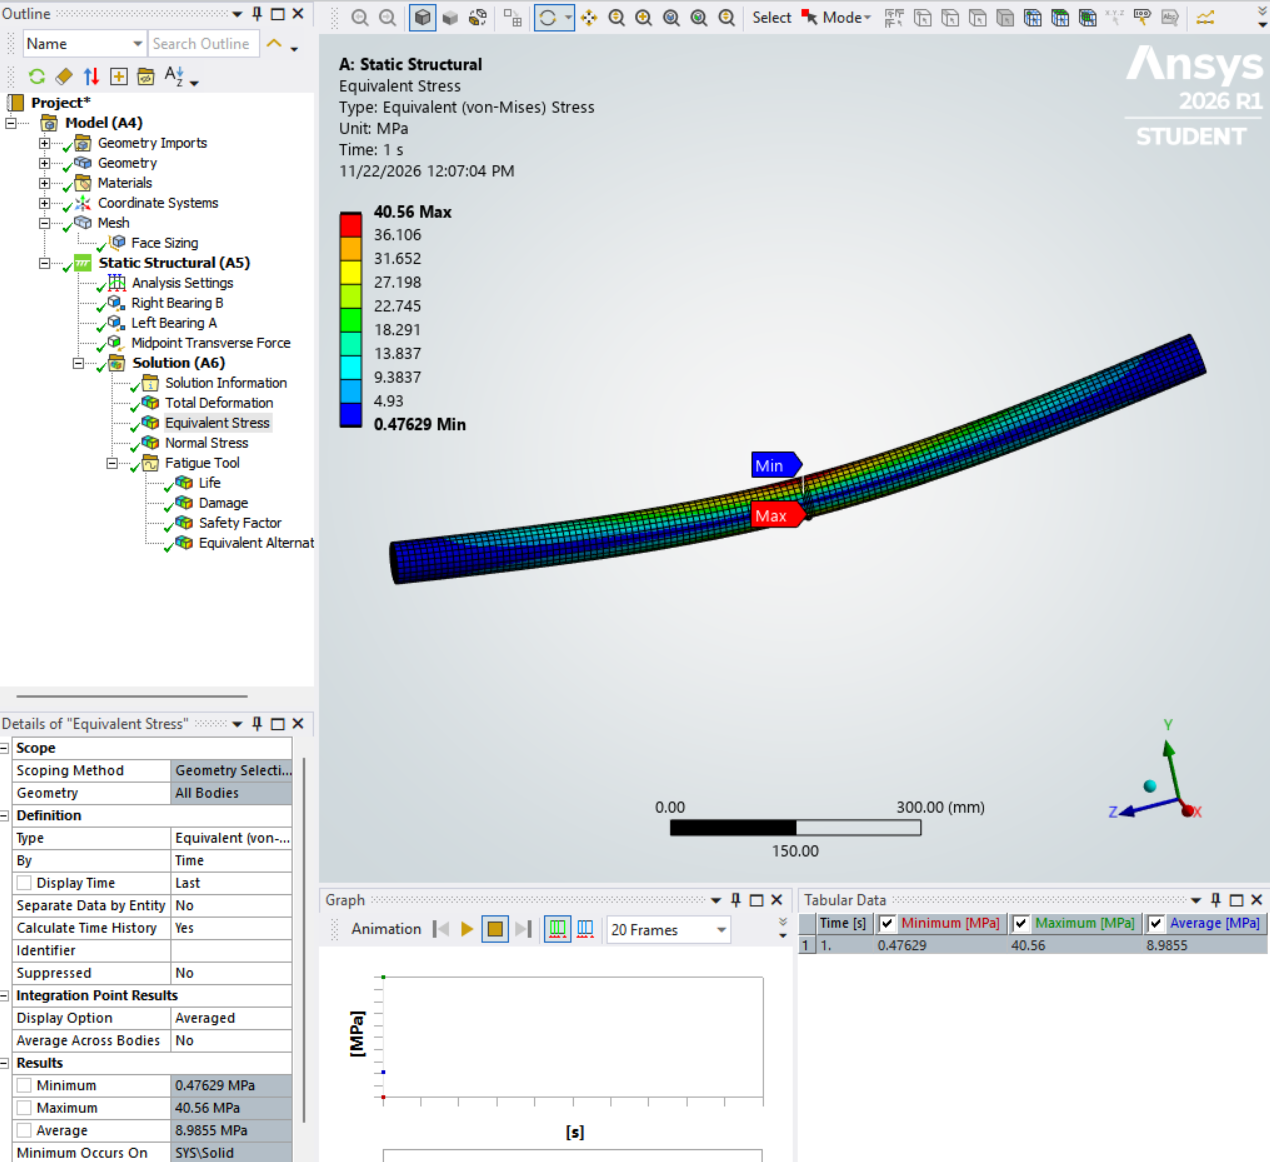 Outline
Name Search Outline
Project*
Model (A4)
Geometry Imports
Geometry
Materials
Coordinate Systems
Mesh
Face Sizing
Static Structural (A5)
Analysis Settings
Right Bearing B
Left Bearing A
Midpoint Transverse Force
Solution (A6)
Solution Information
Total Deformation
Equivalent Stress
Normal Stress
Fatigue Tool
Life
Damage
Safety Factor
Equivalent Alternat
Details of "Equivalent Stress"
Scope
Scoping Method Geometry Selecti...
Geometry All Bodies
Definition
Type Equivalent (von-...
By Time
Display Time Last
Separate Data by Entity No
Calculate Time History Yes
Identifier
Suppressed No
Integration Point Results
Display Option Averaged
Average Across Bodies No
Results
Minimum 0.47629 MPa
Maximum 40.56 MPa
Average 8.9855 MPa
Minimum Occurs On SYS\Solid
Select Mode
A: Static Structural
Equivalent Stress
Type: Equivalent (von-Mises) Stress
Unit: MPa
Time: 1 s
11/22/2026 12:07:04 PM
40.56 Max
36.106
31.652
27.198
22.745
18.291
13.837
9.3837
4.93
0.47629 Min
Ansys
2026 R1
STUDENT
Min
Max
Y
Z X
0.00 300.00 (mm)
150.00
Graph
Animation 20 Frames
[MPa]
[s]
Tabular Data
Time [s] Minimum [MPa] Maximum [MPa] Average [MPa]
1 1. 0.47629 40.56 8.9855